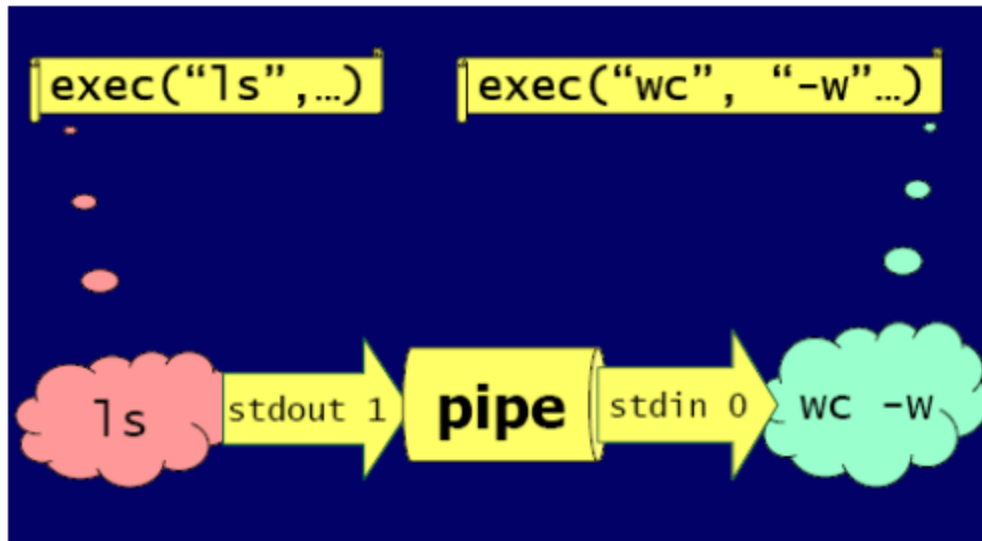 exec(“ls”,…)
exec(“wc”, “-w”…)
ls
stdout 1
pipe
stdin 0
wc -w